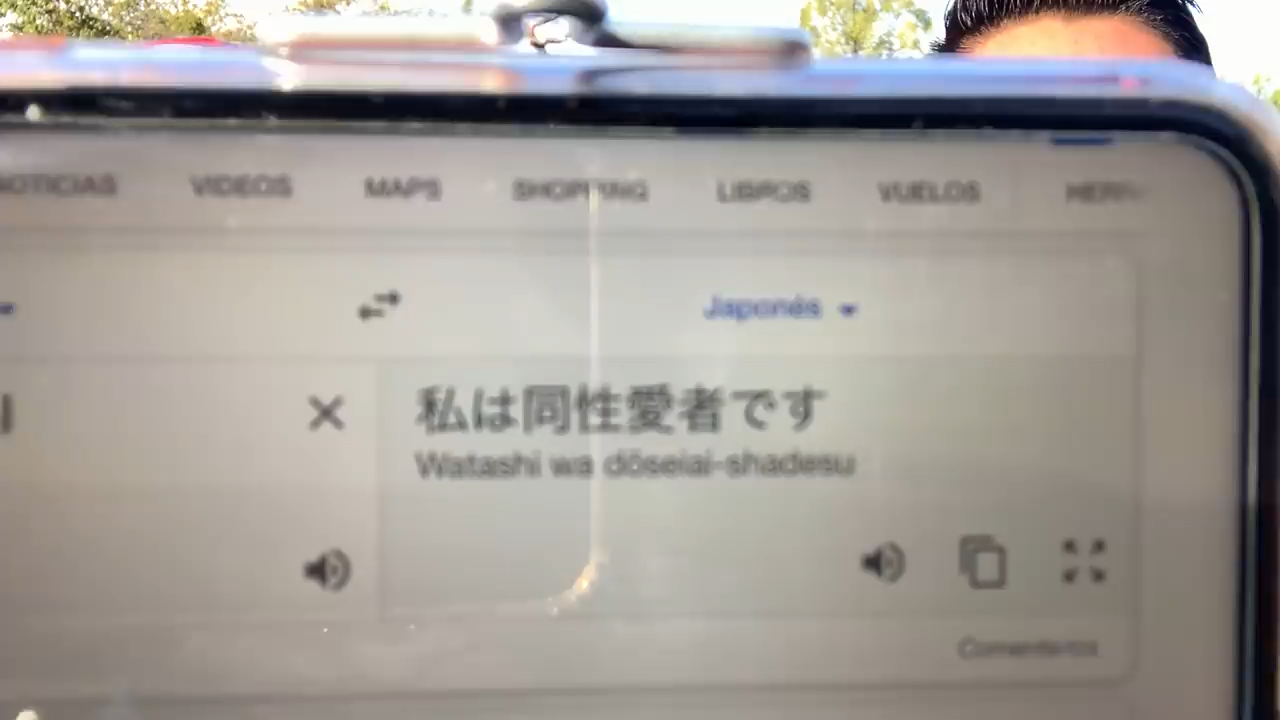 NOTICIAS VIDEOS MAPS SHOPPING LIBROS VUELOS
Japonés
私は同性愛者です
Watashi wa dōseiai-shadesu
Comentarios